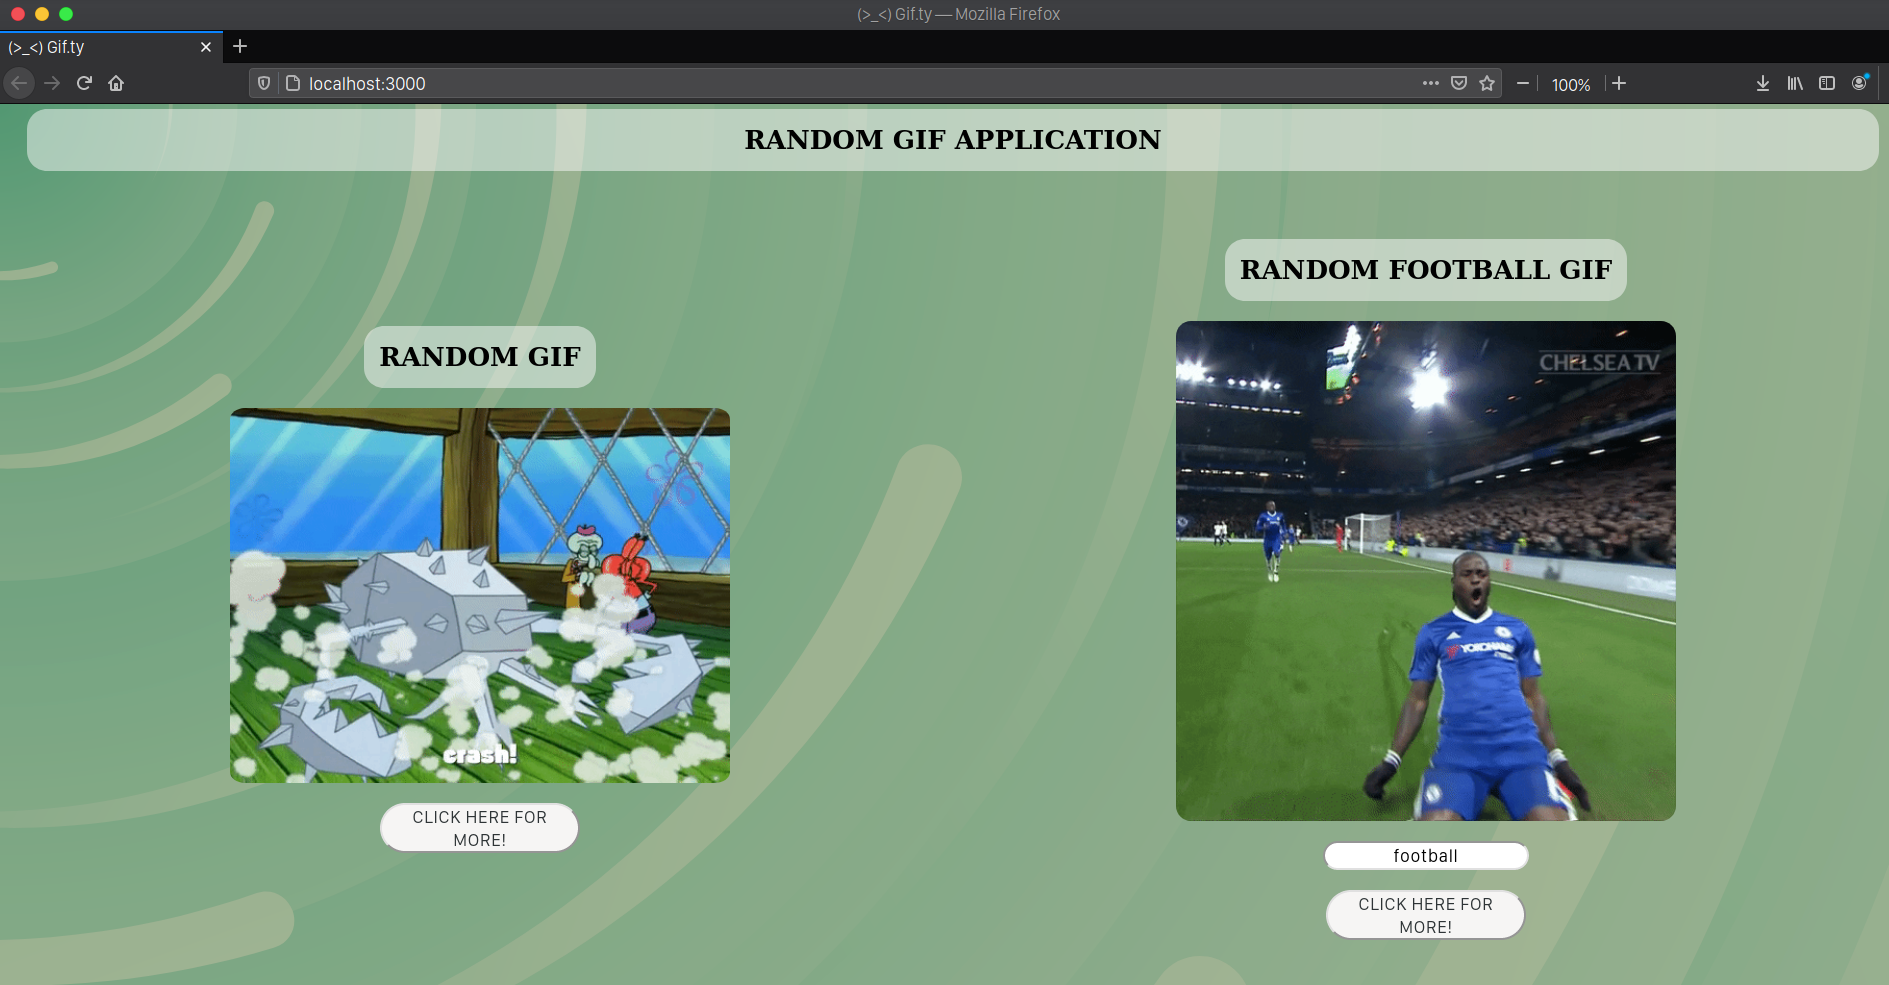 (>_<) Gif.ty — Mozilla Firefox
(>_<) Gif.ty
localhost:3000
100%
RANDOM GIF APPLICATION
RANDOM GIF
crash!
CLICK HERE FOR
MORE!
RANDOM FOOTBALL GIF
CHELSEA TV
YOKOHAMA
football
CLICK HERE FOR
MORE!